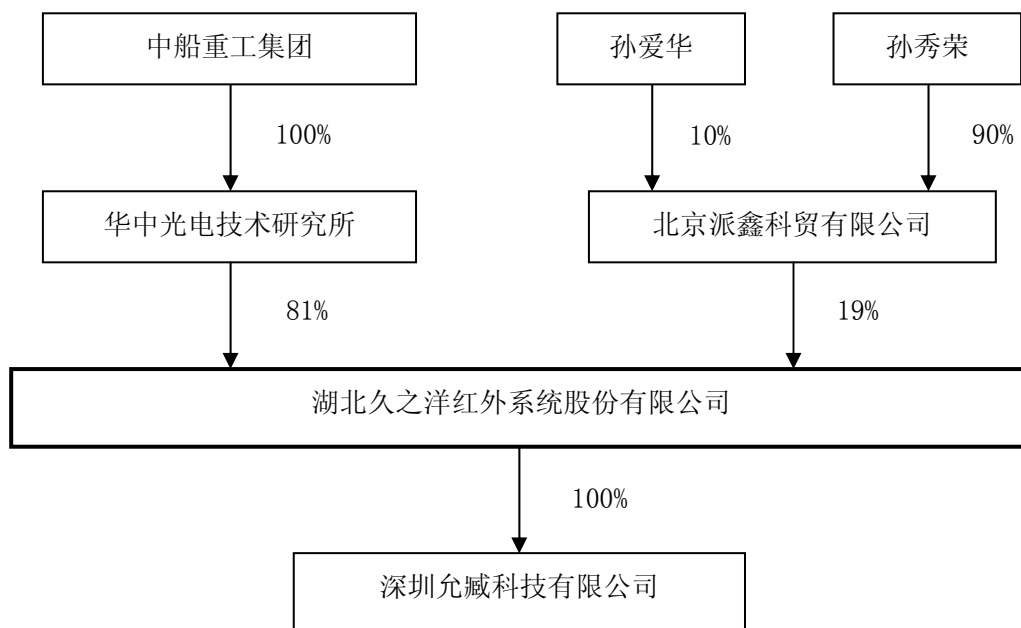 中船重工集团
孙爱华
孙秀荣
100%
10%
90%
华中光电技术研究所
北京派鑫科贸有限公司
81%
19%
湖北久之洋红外系统股份有限公司
100%
深圳允臧科技有限公司